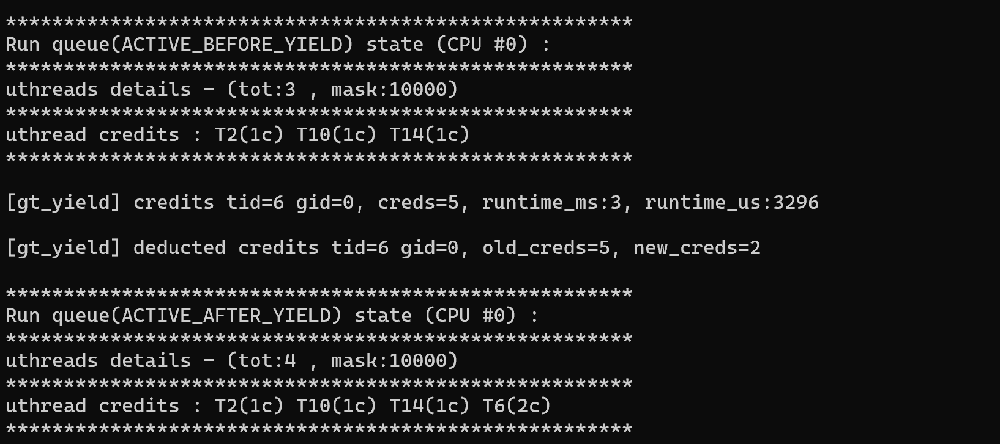 ******************************************************
Run queue(ACTIVE_BEFORE_YIELD) state (CPU #0) :
******************************************************
uthreads details - (tot:3 , mask:10000)
******************************************************
uthread credits : T2(1c) T10(1c) T14(1c)
******************************************************
[gt_yield] credits tid=6 gid=0, creds=5, runtime_ms:3, runtime_us:3296
[gt_yield] deducted credits tid=6 gid=0, old_creds=5, new_creds=2
******************************************************
Run queue(ACTIVE_AFTER_YIELD) state (CPU #0) :
******************************************************
uthreads details - (tot:4 , mask:10000)
******************************************************
uthread credits : T2(1c) T10(1c) T14(1c) T6(2c)
******************************************************